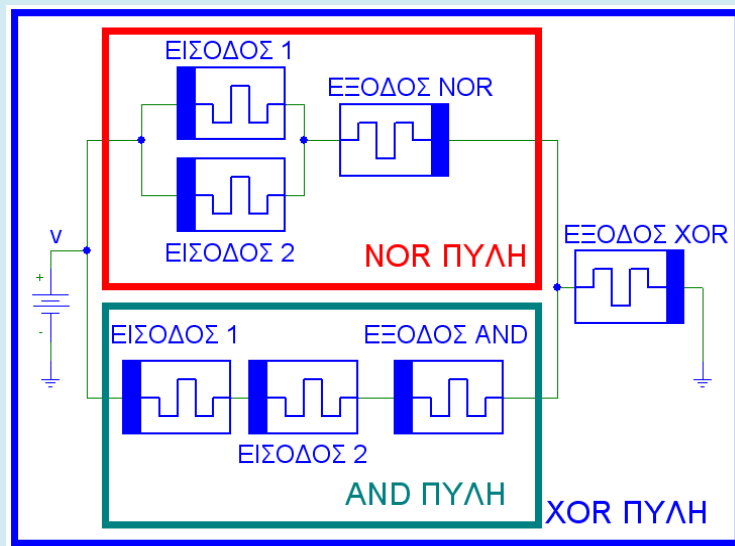 ΕΙΣΟΔΟΣ 1
ΕΞΟΔΟΣ NOR
ΕΙΣΟΔΟΣ 2
NOR ΠΥΛΗ
V
+
-
ΕΞΟΔΟΣ XOR
ΕΙΣΟΔΟΣ 1
ΕΞΟΔΟΣ AND
ΕΙΣΟΔΟΣ 2
AND ΠΥΛΗ
XOR ΠΥΛΗ